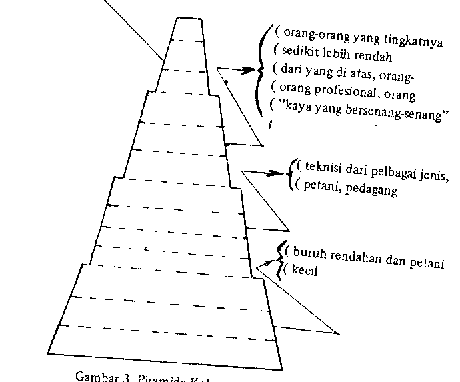 ( orang-orang yang tingkatnya
( sedikit lebih rendah
( dari yang di atas, orang-
( orang profesional, orang
( "kaya yang bersenang-senang"
(
( teknisi dari pelbagai jenis,
( petani, pedagang
( buruh rendahan dan petani
( kecil
Gambar 3. Piramida